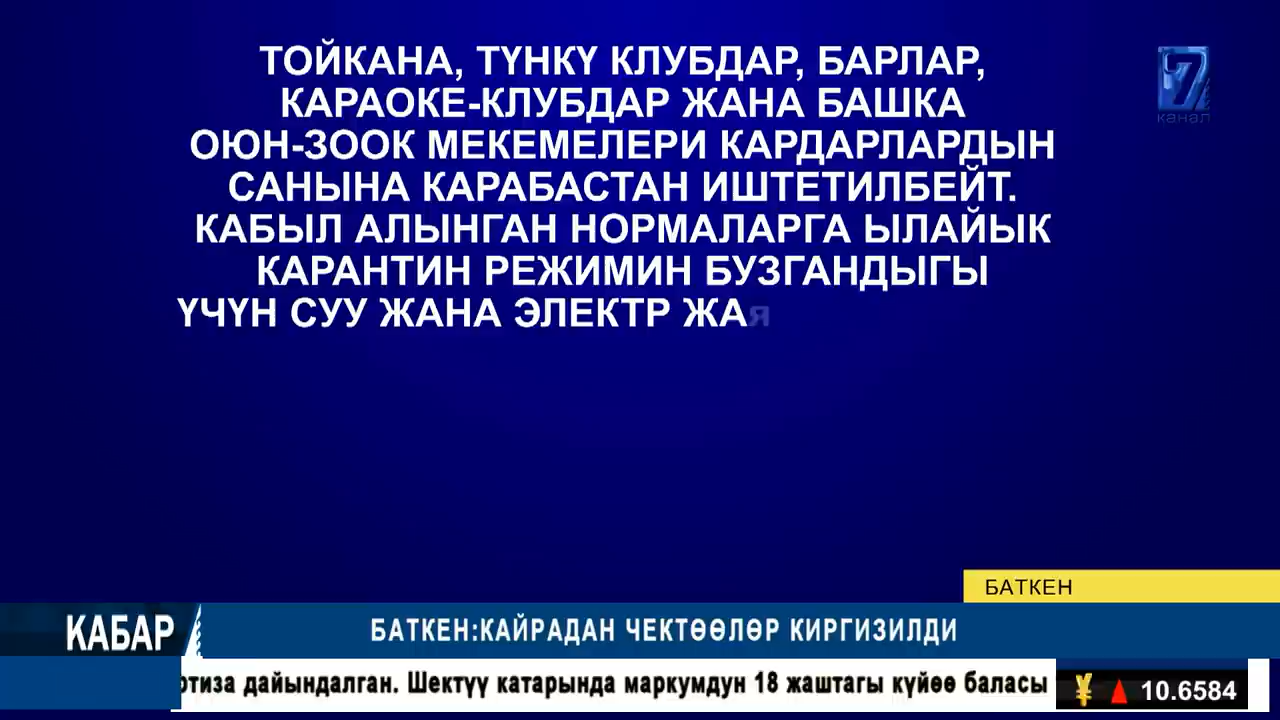 ТОЙКАНА, ТҮНКҮ КЛУБДАР, БАРЛАР,
КАРАОКЕ-КЛУБДАР ЖАНА БАШКА
ОЮН-ЗООК МЕКЕМЕЛЕРИ КАРДАРЛАРДЫН
САНЫНА КАРАБАСТАН ИШТЕТИЛБЕЙТ.
КАБЫЛ АЛЫНГАН НОРМАЛАРГА ЫЛАЙЫК
КАРАНТИН РЕЖИМИН БУЗГАНДЫГЫ
ҮЧҮН СУУ ЖАНА ЭЛЕКТР ЖАЯ
7
канал
БАТКЕН
КАБАР
БАТКЕН:КАЙРАДАН ЧЕКТӨӨЛӨР КИРГИЗИЛДИ
ртиза дайындалган. Шектүү катарында маркумдун 18 жаштагы күйөө баласы
¥ ▲ 10.6584